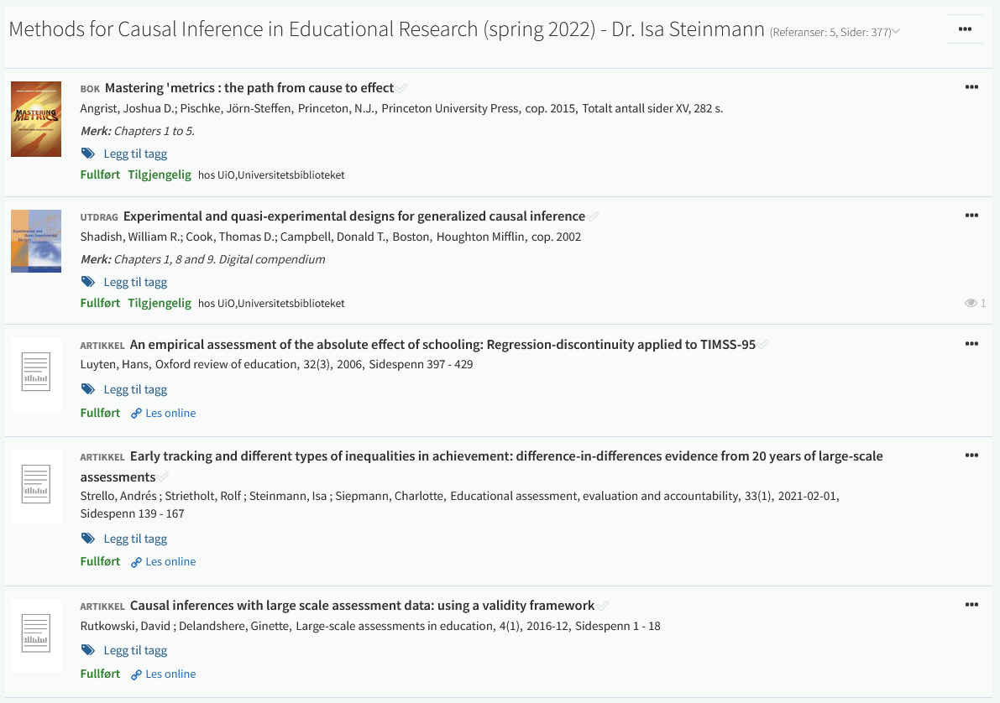 Methods for Causal Inference in Educational Research (spring 2022) - Dr. Isa Steinmann (Referanser: 5, Sider: 377)
BOK Mastering 'metrics : the path from cause to effect
Angrist, Joshua D.; Pischke, Jörn-Steffen, Princeton, N.J., Princeton University Press, cop. 2015, Totalt antall sider XV, 282 s.
MASTERING
METRICS
Merk: Chapters 1 to 5.
Legg til tagg
Fullført Tilgjengelig hos UiO,Universitetsbiblioteket
UTDRAG Experimental and quasi-experimental designs for generalized causal inference
Shadish, William R.; Cook, Thomas D.; Campbell, Donald T., Boston, Houghton Mifflin, cop. 2002
Experimental and
Quasi-Experimental
Designs
Merk: Chapters 1, 8 and 9. Digital compendium
Legg til tagg
Fullført Tilgjengelig hos UiO,Universitetsbiblioteket
1
ARTIKKEL An empirical assessment of the absolute effect of schooling: Regression-discontinuity applied to TIMSS-95
Luyten, Hans, Oxford review of education, 32(3), 2006, Sidespenn 397 - 429
Legg til tagg
Fullført Les online
ARTIKKEL Early tracking and different types of inequalities in achievement: difference-in-differences evidence from 20 years of large-scale
assessments
Strello, Andrés ; Strietholt, Rolf ; Steinmann, Isa ; Siepmann, Charlotte, Educational assessment, evaluation and accountability, 33(1), 2021-02-01,
Sidespenn 139 - 167
Legg til tagg
Fullført Les online
ARTIKKEL Causal inferences with large scale assessment data: using a validity framework
Rutkowski, David ; Delandshere, Ginette, Large-scale assessments in education, 4(1), 2016-12, Sidespenn 1 - 18
Legg til tagg
Fullført Les online